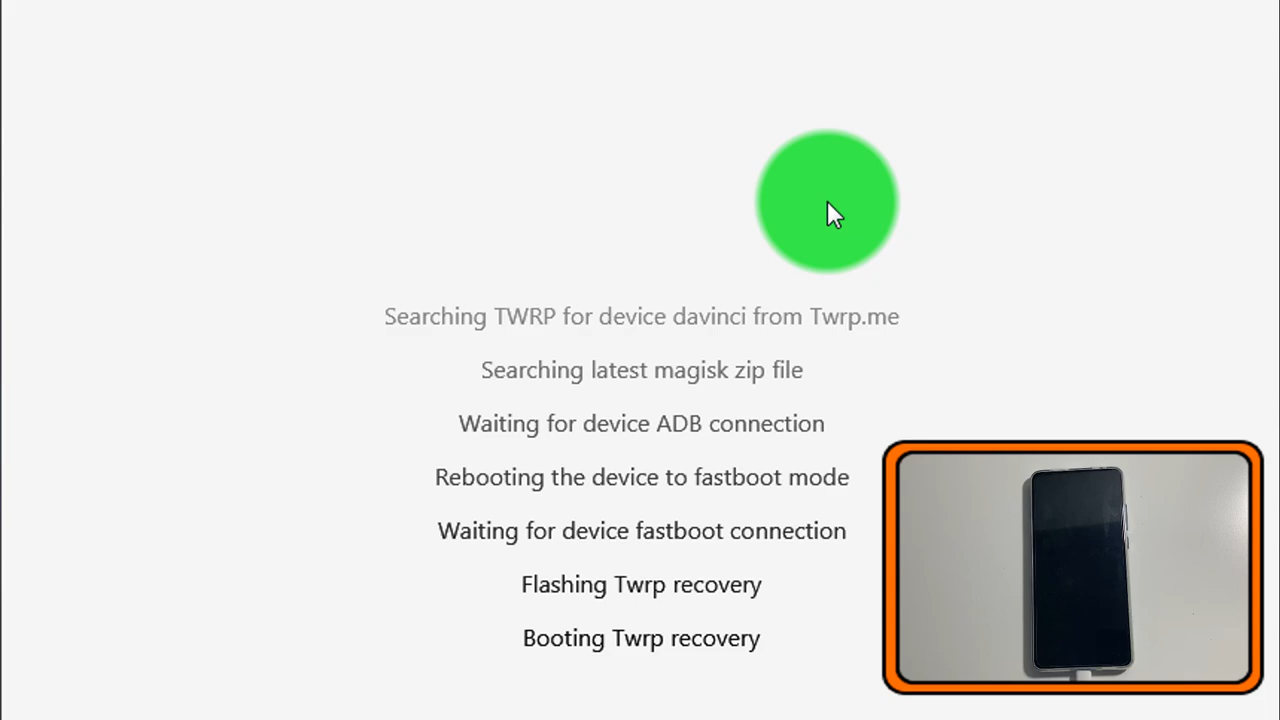 Searching TWRP for device davinci from Twrp.me
Searching latest magisk zip file
Waiting for device ADB connection
Rebooting the device to fastboot mode
Waiting for device fastboot connection
Flashing Twrp recovery
Booting Twrp recovery